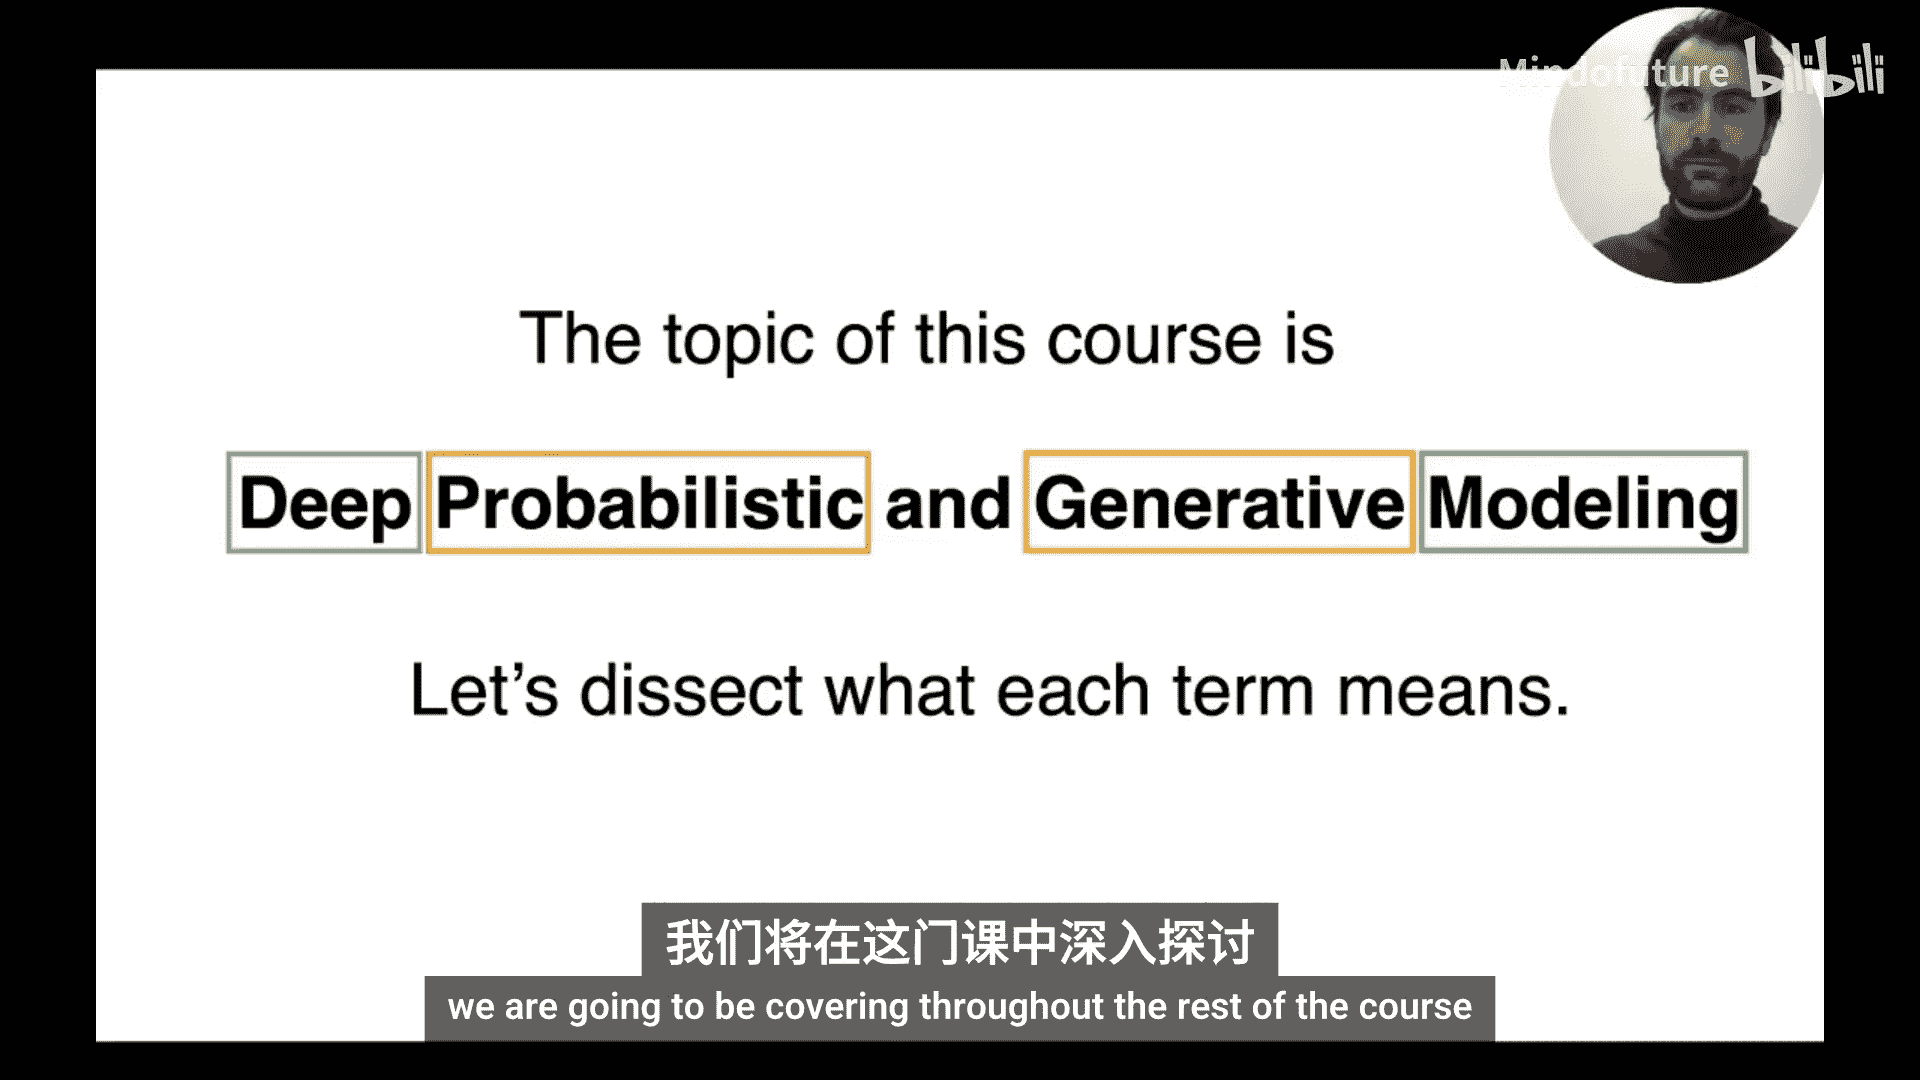 Mindofuture bilibili
The topic of this course is
Deep Probabilistic and Generative Modeling
Let’s dissect what each term means.
我们将在这门课中深入探讨
we are going to be covering throughout the rest of the course